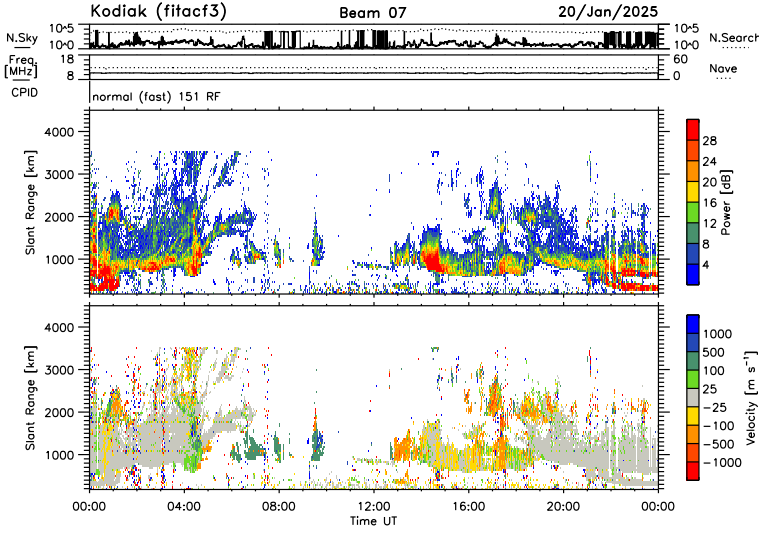 Kodiak (fitacf3) Beam 07 20/Jan/2025
N.Sky 10^5 10^0 10^5 10^0 N.Search
Freq. [MHz] 18 8 60 0 Nave
CPID normal (fast) 151 RF
Slant Range [km] 4000 3000 2000 1000
Power [dB] 28 24 20 16 12 8 4
Slant Range [km] 4000 3000 2000 1000
Velocity [m s⁻¹] 1000 500 100 25 −25 −100 −500 −1000
00:00 04:00 08:00 12:00 16:00 20:00 00:00
Time UT